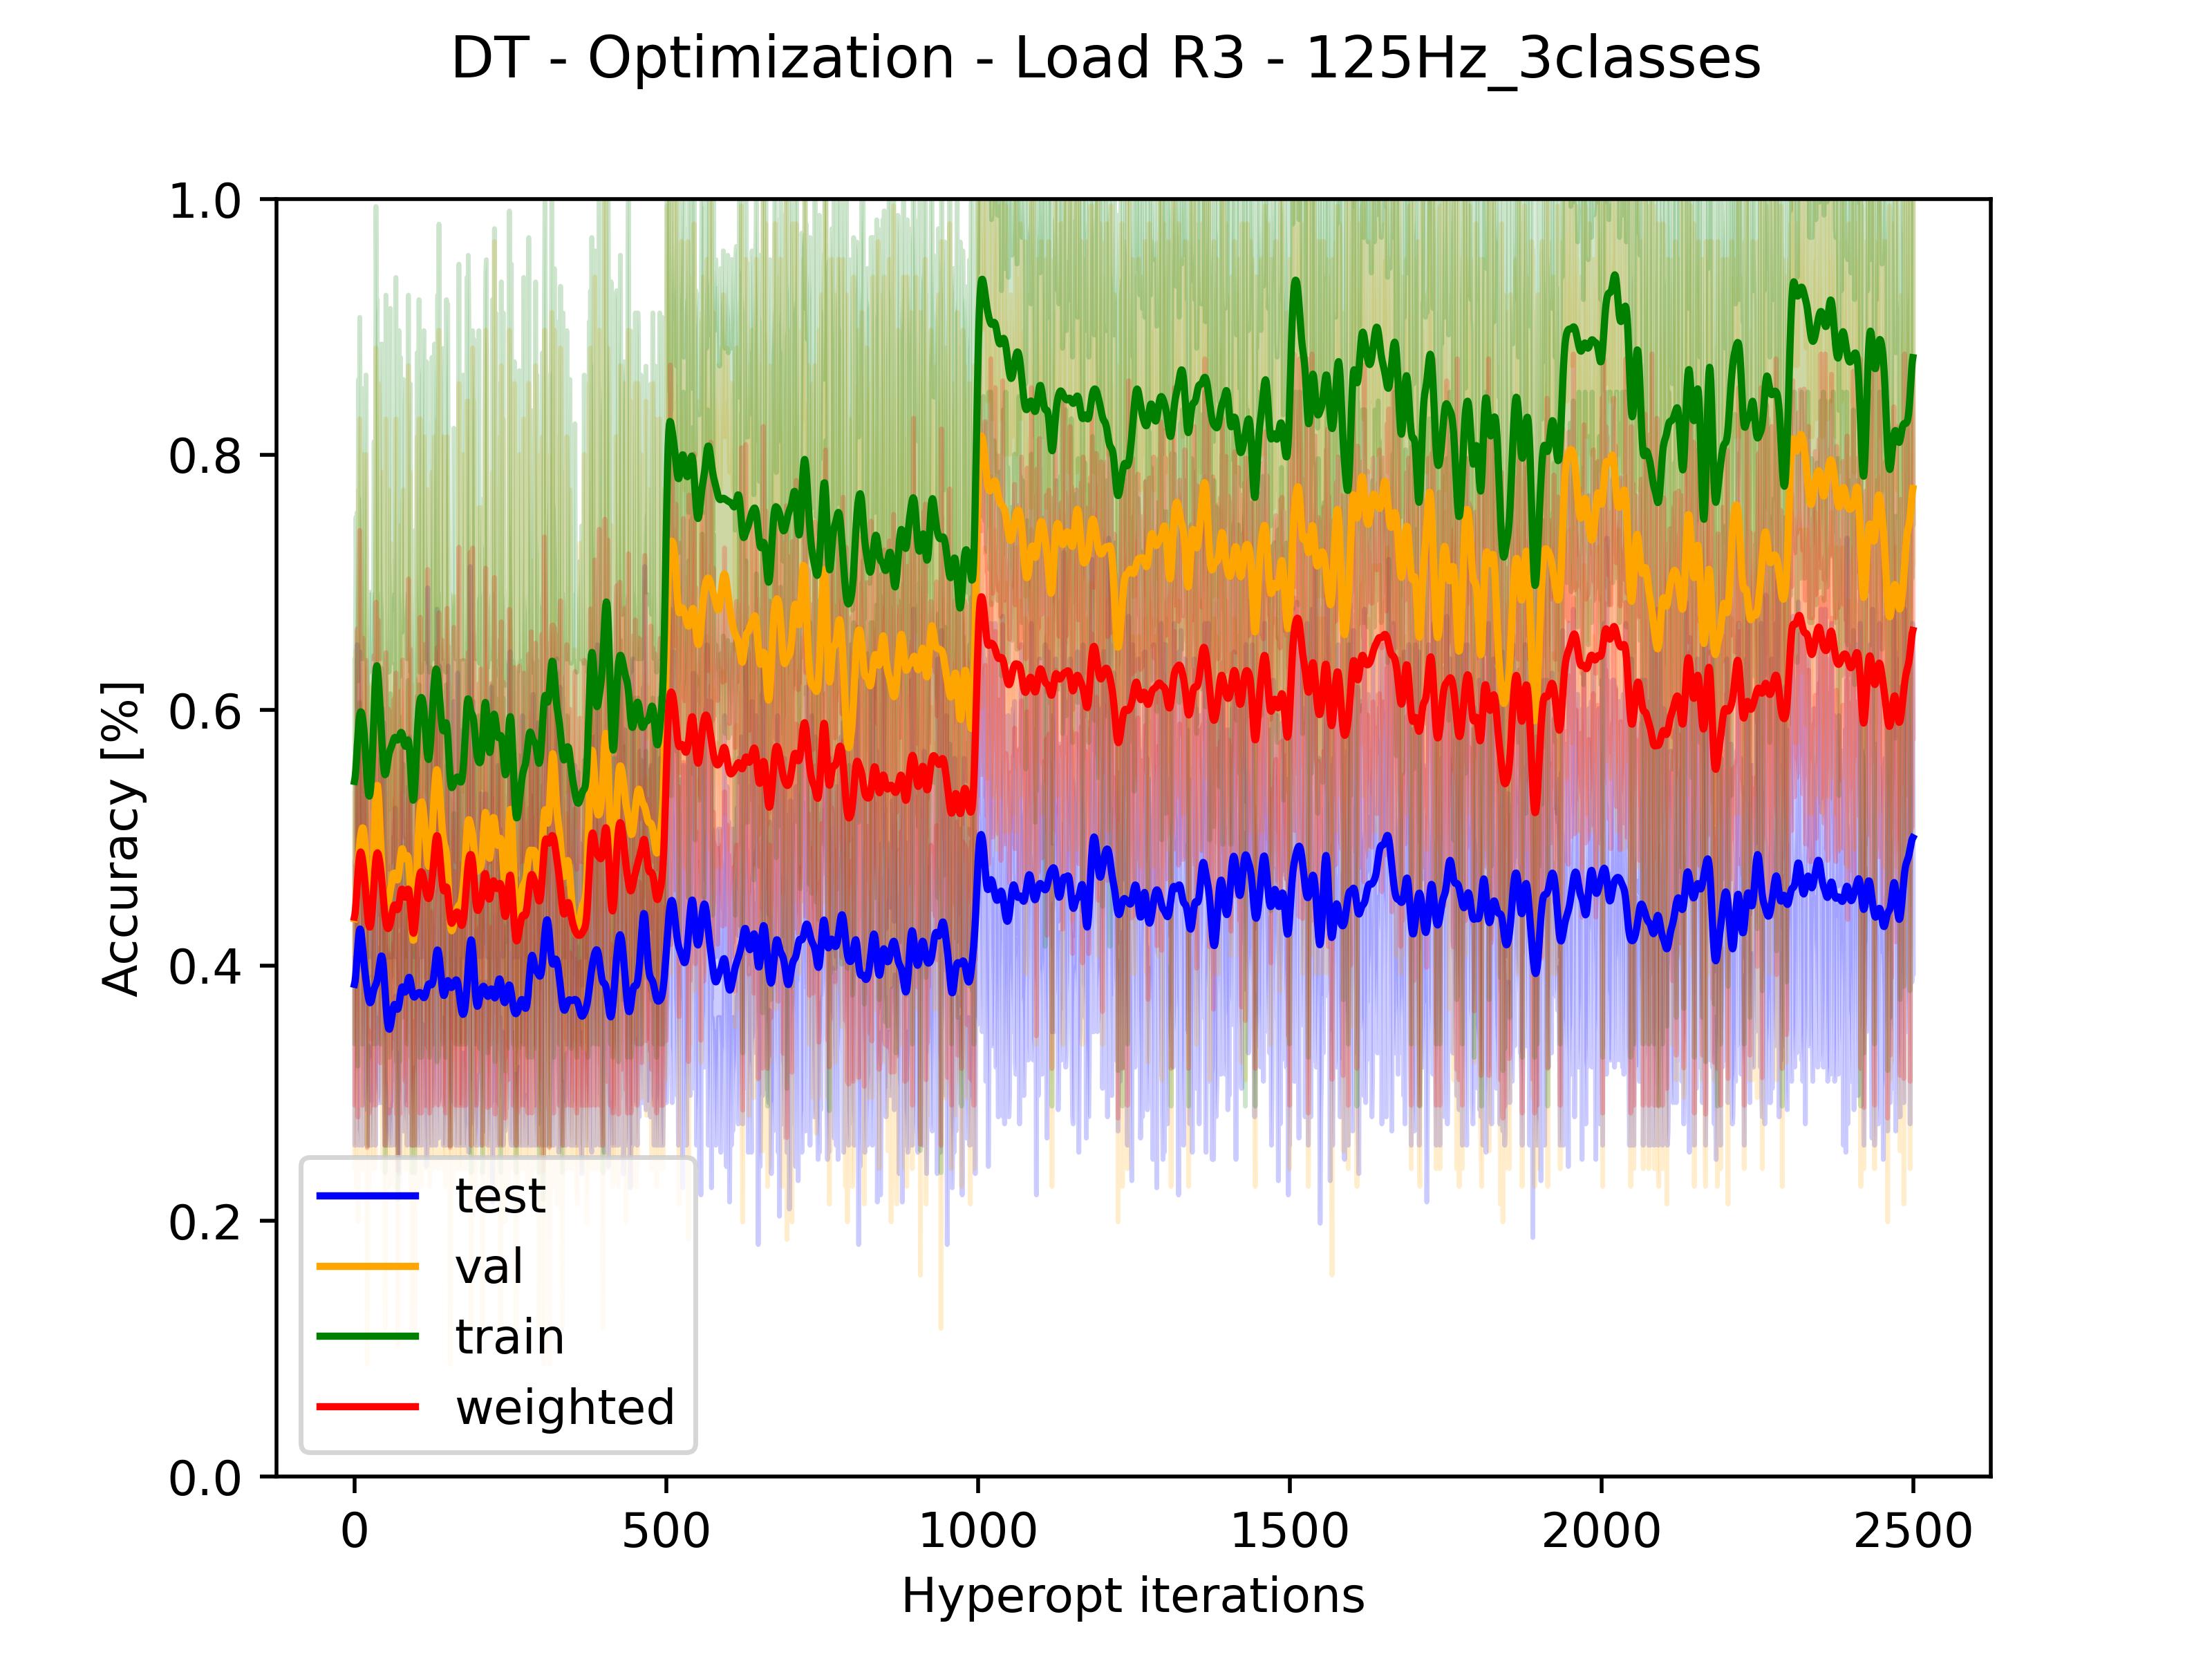 DT - Optimization - Load R3 - 125Hz_3classes
1.0
0.8
0.6
0.4
0.2
0.0
Accuracy [%]
test
val
train
weighted
0 500 1000 1500 2000 2500
Hyperopt iterations